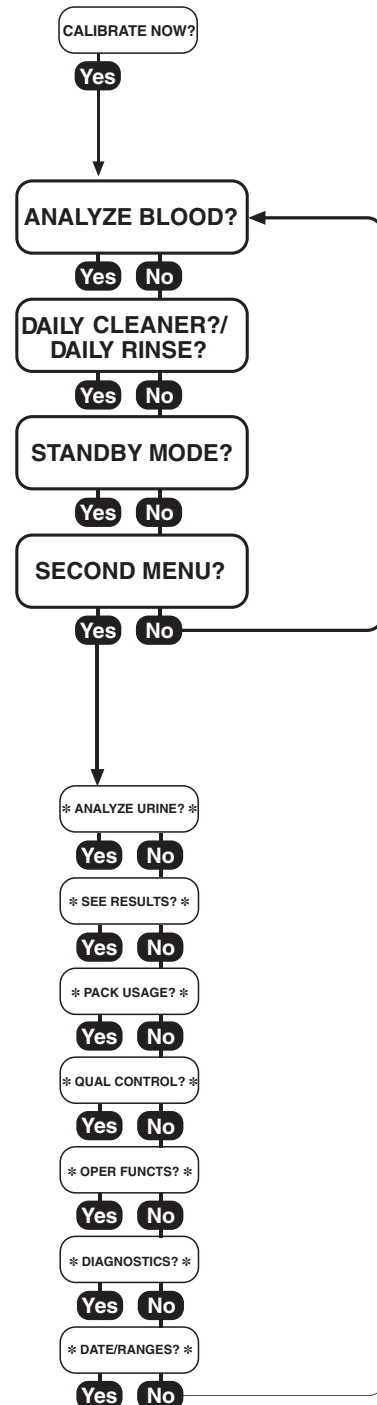 CALIBRATE NOW?
Yes
ANALYZE BLOOD?
Yes No
DAILY CLEANER?/
DAILY RINSE?
Yes No
STANDBY MODE?
Yes No
SECOND MENU?
Yes No
* ANALYZE URINE? *
Yes No
* SEE RESULTS? *
Yes No
* PACK USAGE? *
Yes No
* QUAL CONTROL? *
Yes No
* OPER FUNCTS? *
Yes No
* DIAGNOSTICS? *
Yes No
* DATE/RANGES? *
Yes No